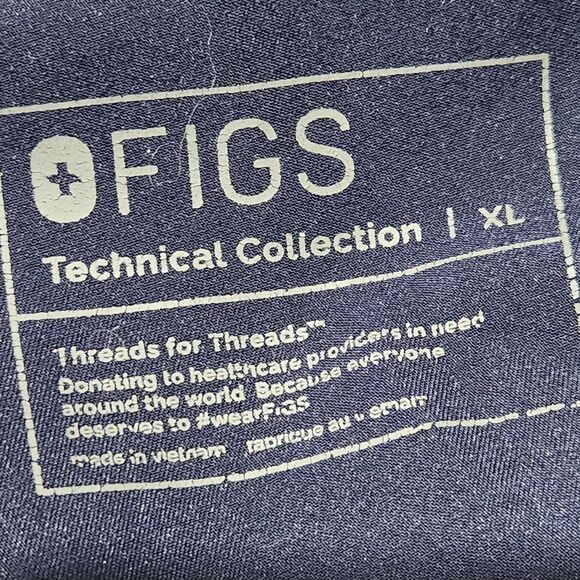 FIGS
Technical Collection | XL
Threads for Threads™
Donating to healthcare providers in need
around the world. Because everyone
deserves to #wearFIGS
made in vietnam fabrique au vietnam